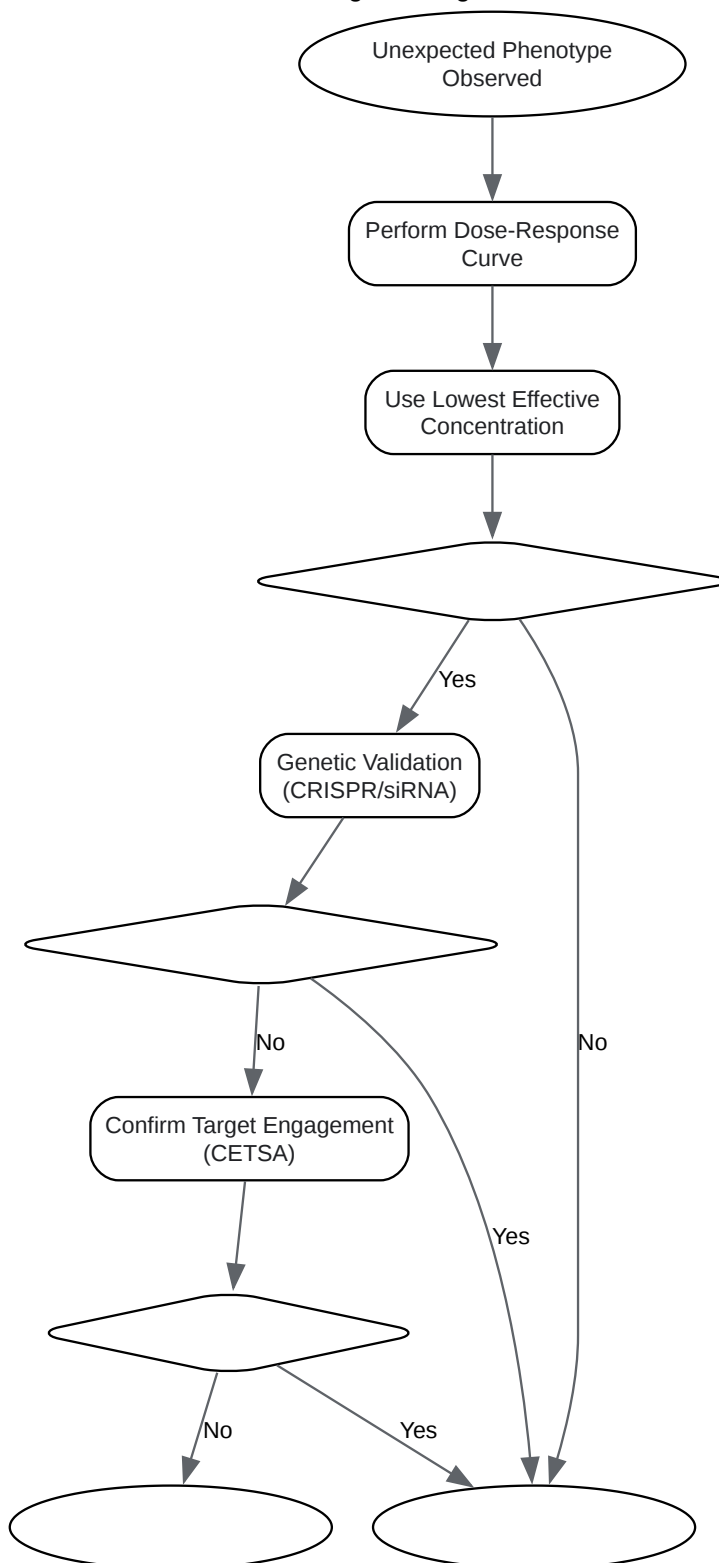 Unexpected Phenotype
Observed
Perform Dose-Response
Curve
Use Lowest Effective
Concentration
Yes
Genetic Validation
(CRISPR/siRNA)
No
No
Confirm Target Engagement
(CETSA)
Yes
No
Yes